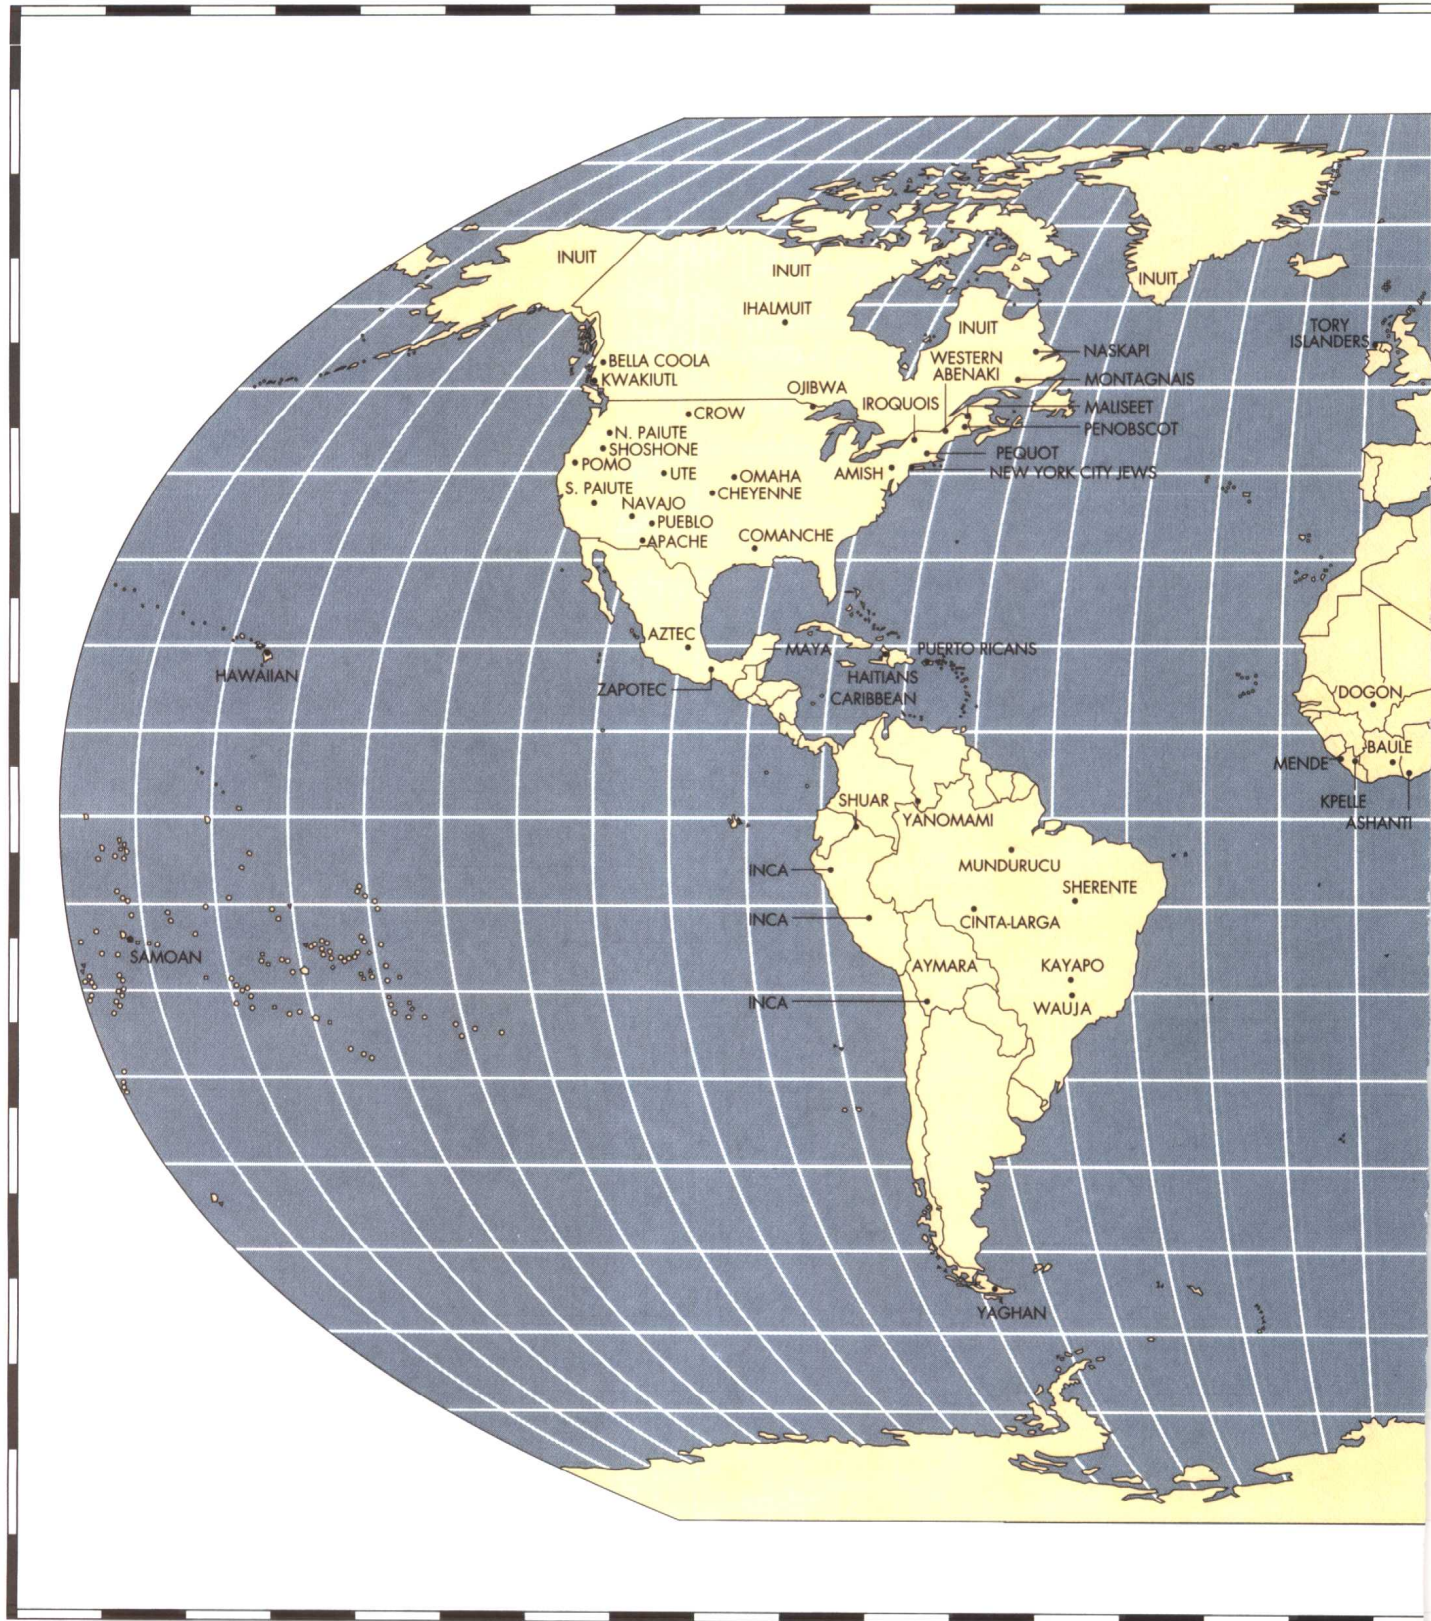 INUIT
INUIT
INUIT
IHALMUIT
INUIT
TORY
ISLANDERS
BELLA COOLA
WESTERN
ABENAKI
NASKAPI
KWAKIUTL
MONTAGNAIS
OJIBWA
IROQUOIS
MALISEET
CROW
PENOBSCOT
N. PAIUTE
SHOSHONE
PEQUOT
POMO
UTE
OMAHA
AMISH
NEW YORK CITY JEWS
S. PAIUTE
CHEYENNE
NAVAJO
PUEBLO
APACHE
COMANCHE
AZTEC
MAYA
PUERTO RICANS
HAWAIIAN
HAITIANS
ZAPOTEC
CARIBBEAN
DOGON
BAULE
MENDE
SHUAR
KPELLE
YANOMAMI
ASHANTI
MUNDURUCU
INCA
SHERENTE
INCA
CINTA-LARGA
SAMOAN
AYMARA
KAYAPO
INCA
WAUJA
YAGHAN